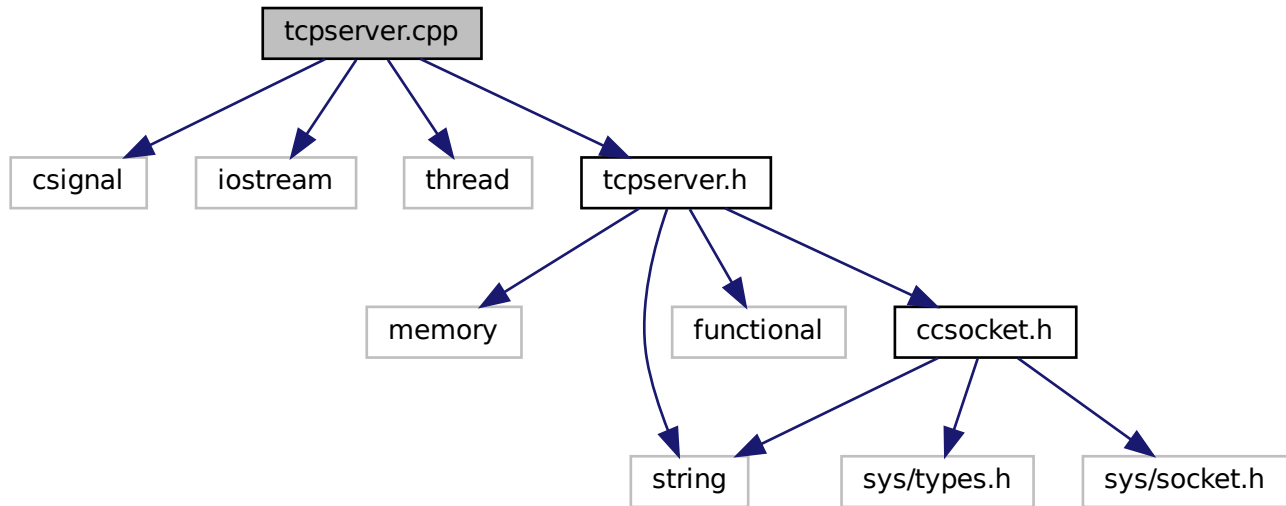 tcpserver.cpp
csignal
iostream
thread
tcpserver.h
memory
functional
ccsocket.h
string
sys/types.h
sys/socket.h